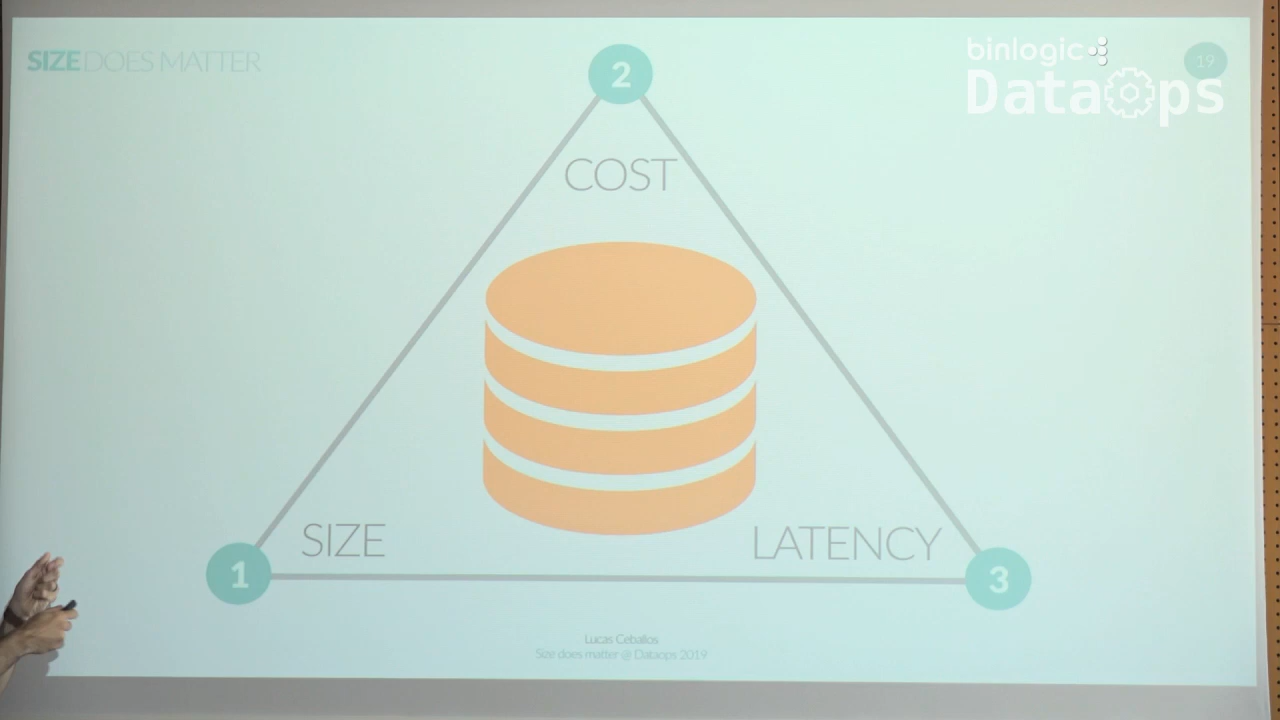 SIZE DOES MATTER
binlogic
DataOps
19
2
COST
SIZE
LATENCY
1
3
Lucas Ceballos
Size does matter @ Dataops 2019